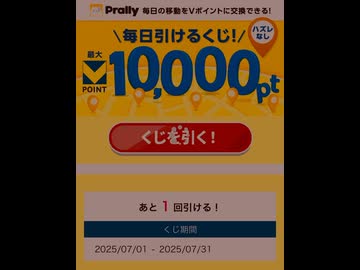 Prally 毎日の移動をVポイントに交換できる!
\毎日引けるくじ!/
ハズレなし
最大
V POINT
10,000pt
くじを引く!
あと 1 回引ける!
くじ期間
2025/07/01 - 2025/07/31